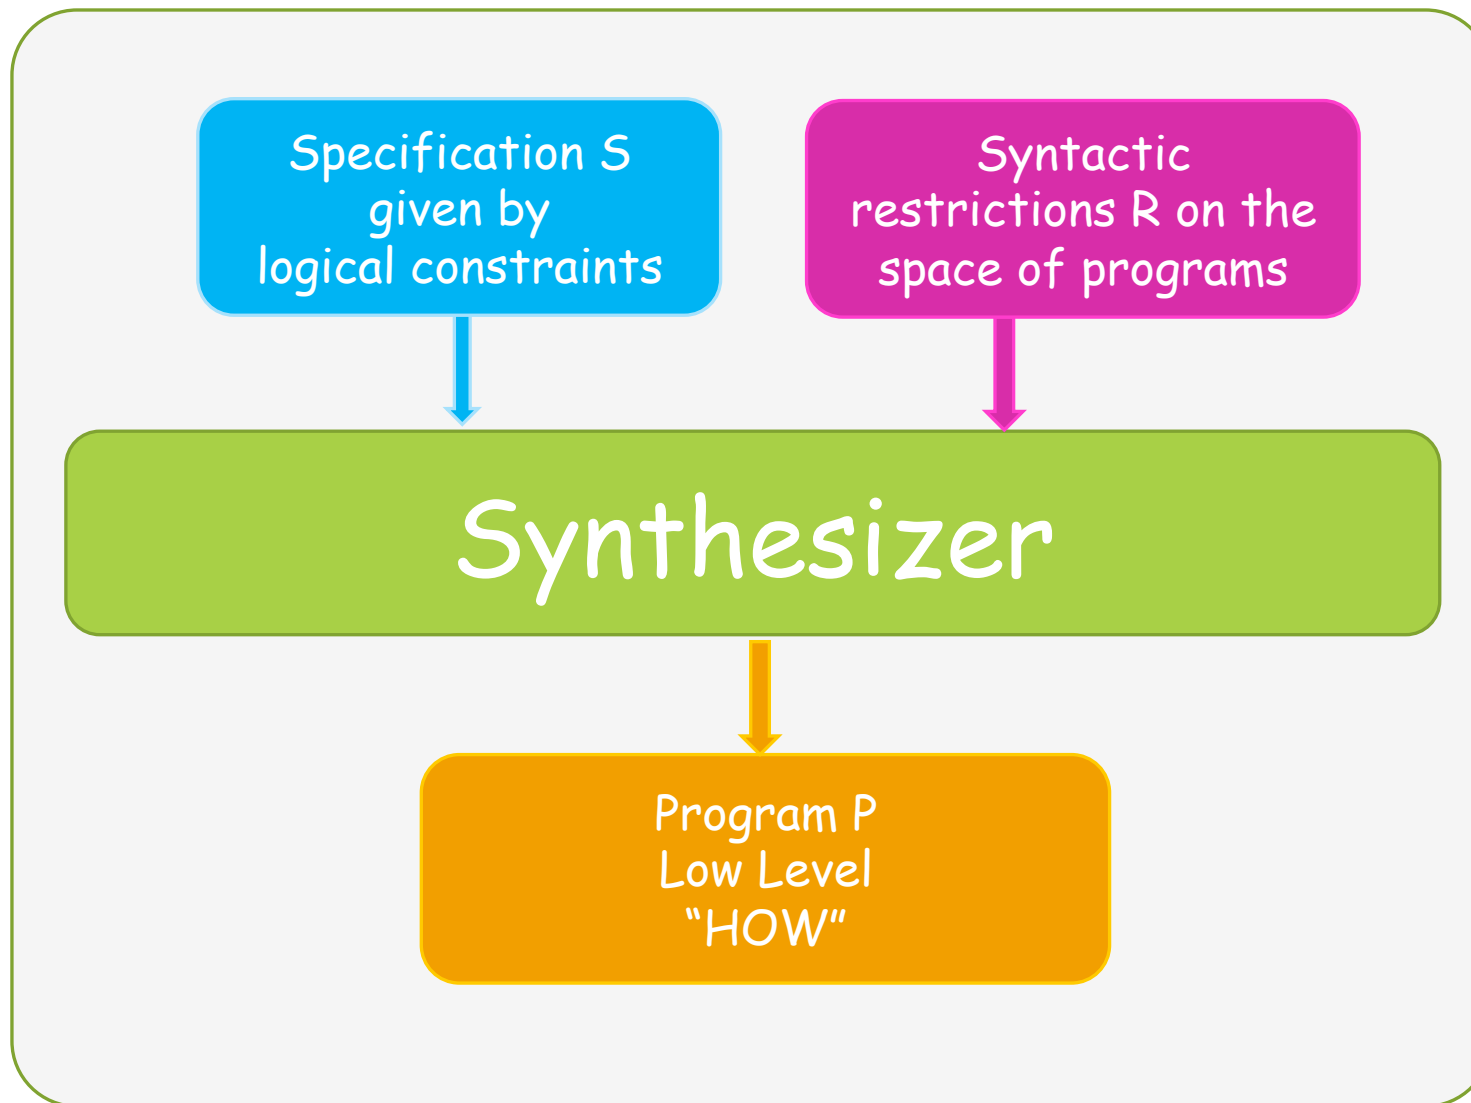 Specification S
given by
logical constraints
Syntactic
restrictions R on the
space of programs
Synthesizer
Program P
Low Level
“HOW”